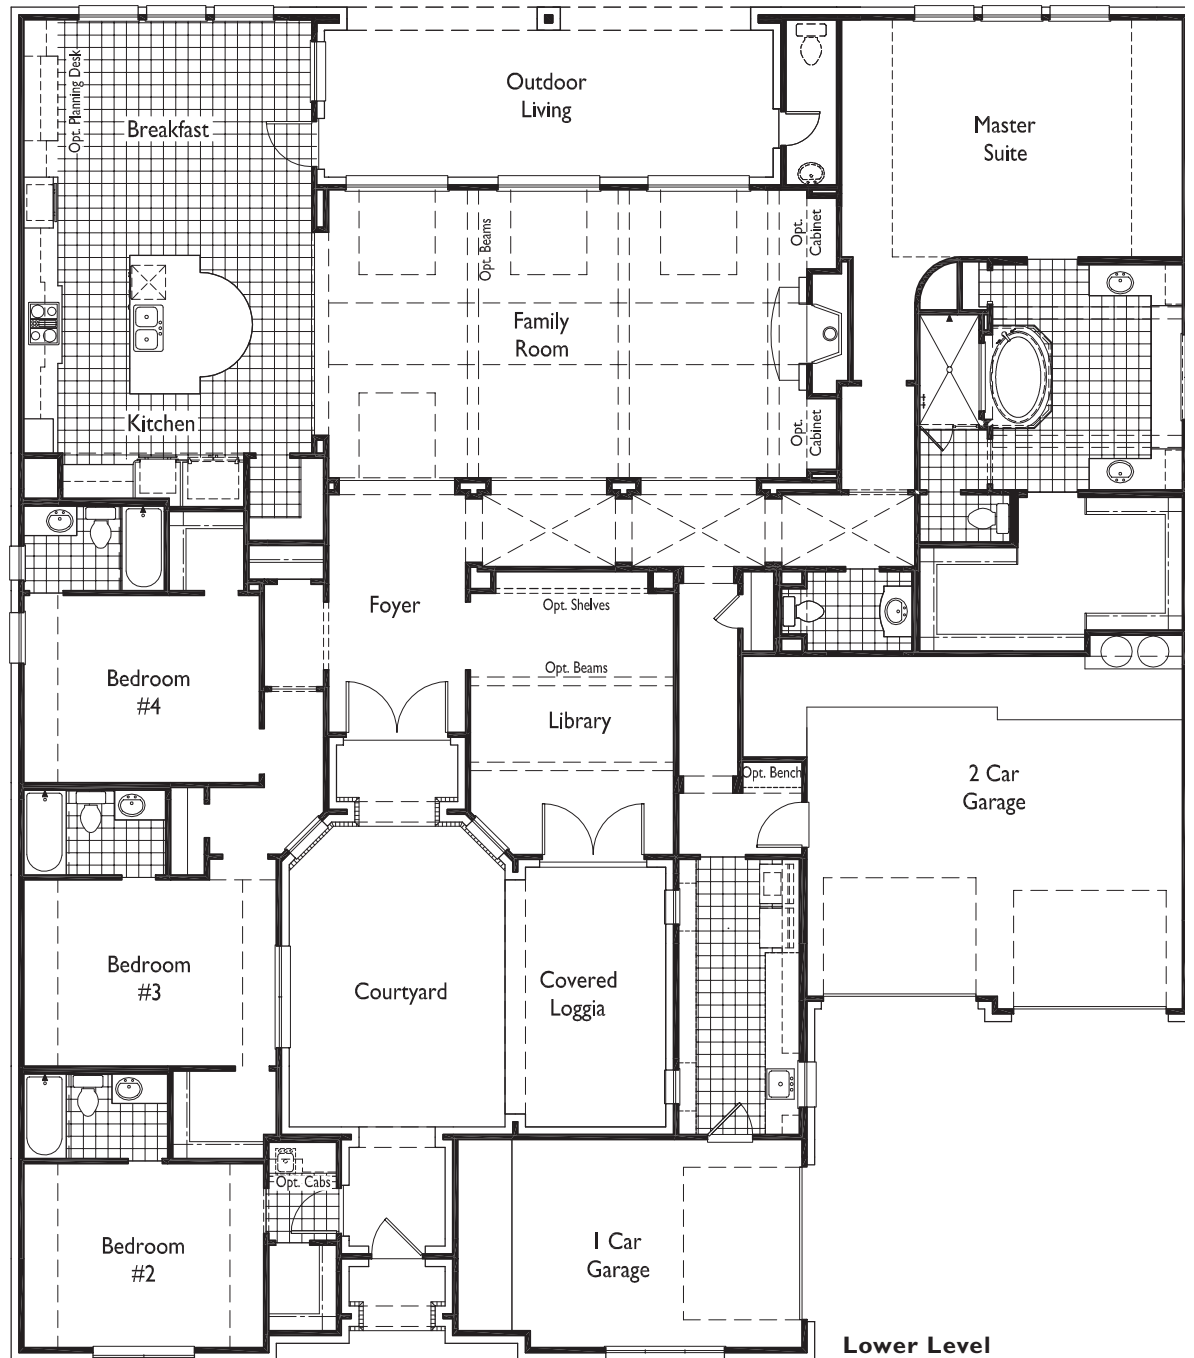 Opt. Planning Desk
Breakfast
Outdoor
Living
Master
Suite
Opt. Beams
Opt.
Cabinet
Family
Room
Opt.
Cabinet
Kitchen
Foyer
Opt. Shelves
Opt. Beams
Library
Bedroom
#4
Opt. Bench
2 Car
Garage
Bedroom
#3
Courtyard
Covered
Loggia
Opt. Cabs
Bedroom
#2
1 Car
Garage
Lower Level